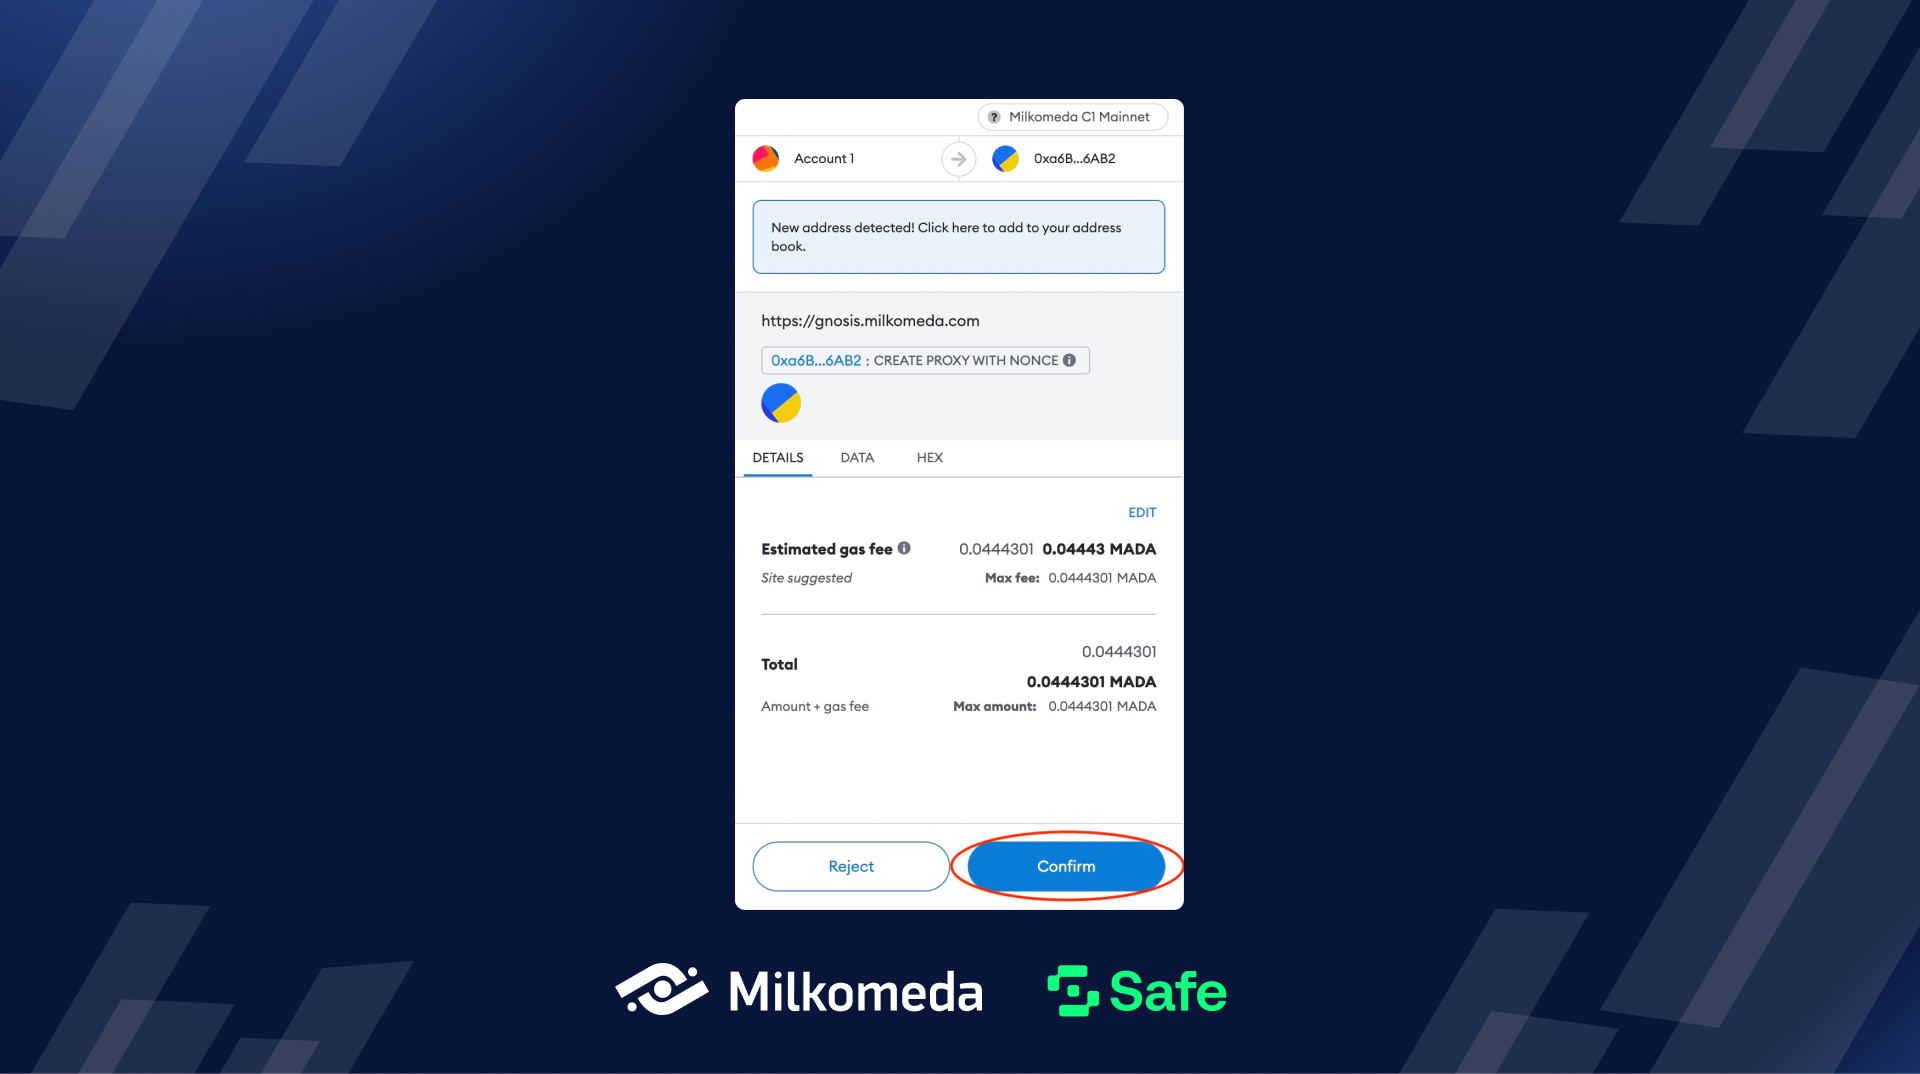 Milkomeda C1 Mainnet
Account 1
0xa6B...6AB2
New address detected! Click here to add to your address
book.
https://gnosis.milkomeda.com
0xa6B...6AB2 : CREATE PROXY WITH NONCE
DETAILS DATA HEX
EDIT
Estimated gas fee 0.0444301 0.04443 MADA
Site suggested Max fee: 0.0444301 MADA
0.0444301
Total
0.0444301 MADA
Amount + gas fee Max amount: 0.0444301 MADA
Reject Confirm
Milkomeda Safe